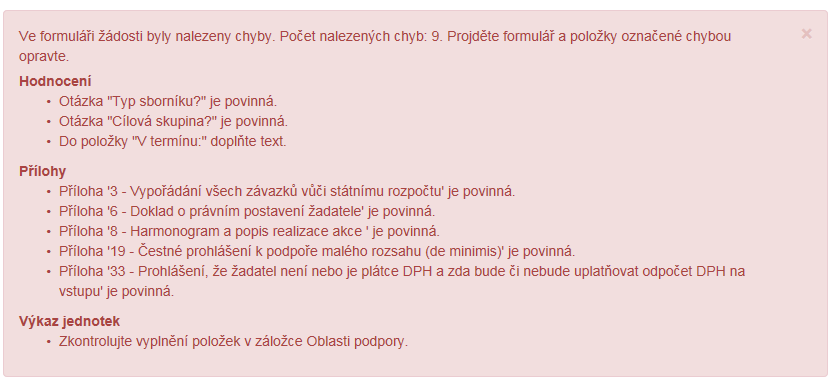 Ve formuláři žádosti byly nalezeny chyby. Počet nalezených chyb: 9. Projděte formulář a položky označené chybou
opravte.
Hodnocení
• Otázka "Typ sborníku?" je povinná.
• Otázka "Cílová skupina?" je povinná.
• Do položky "V termínu:" doplňte text.
Přílohy
• Příloha '3 - Vypořádání všech závazků vůči státnímu rozpočtu' je povinná.
• Příloha '6 - Doklad o právním postavení žadatele' je povinná.
• Příloha '8 - Harmonogram a popis realizace akce ' je povinná.
• Příloha '19 - Čestné prohlášení k podpoře malého rozsahu (de minimis)' je povinná.
• Příloha '33 - Prohlášení, že žadatel není nebo je plátce DPH a zda bude či nebude uplatňovat odpočet DPH na
vstupu' je povinná.
Výkaz jednotek
• Zkontrolujte vyplnění položek v záložce Oblasti podpory.